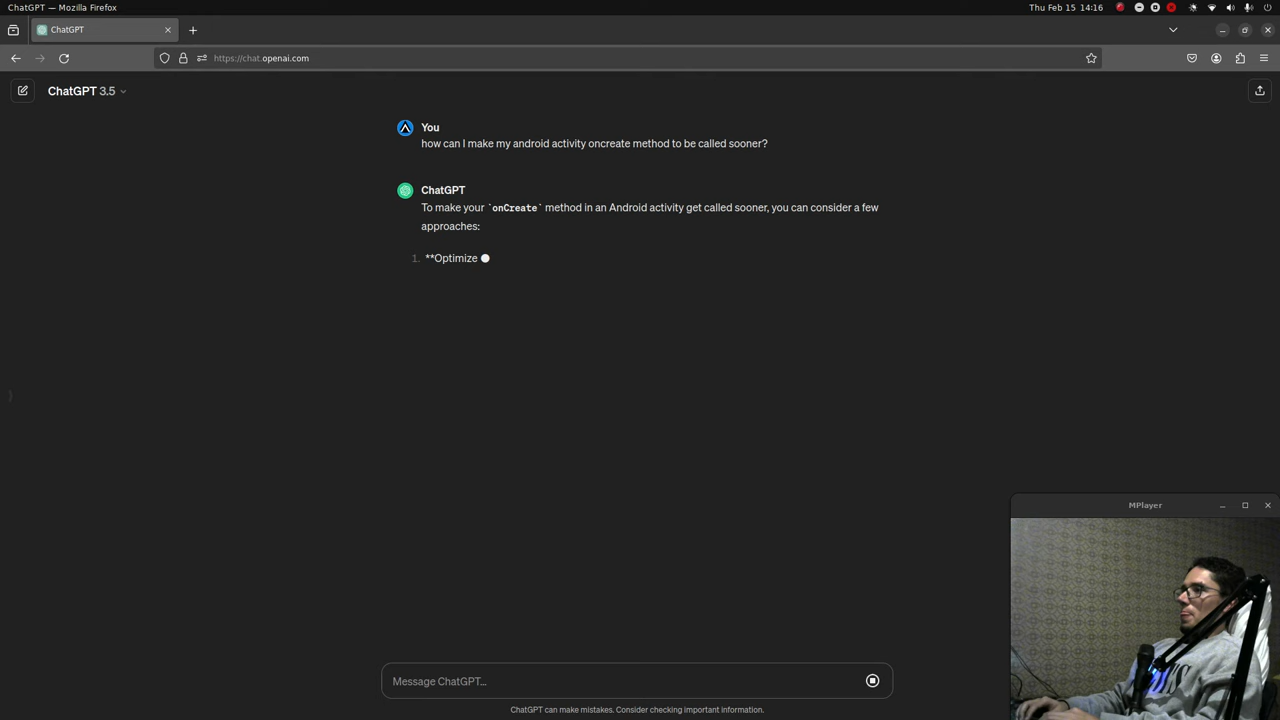 ChatGPT — Mozilla Firefox
Thu Feb 15 14:16
ChatGPT
https://chat.openai.com
ChatGPT 3.5
You
how can I make my android activity oncreate method to be called sooner?
ChatGPT
To make your `onCreate` method in an Android activity get called sooner, you can consider a few
approaches:
1. **Optimize
MPlayer
Message ChatGPT...
ChatGPT can make mistakes. Consider checking important information.